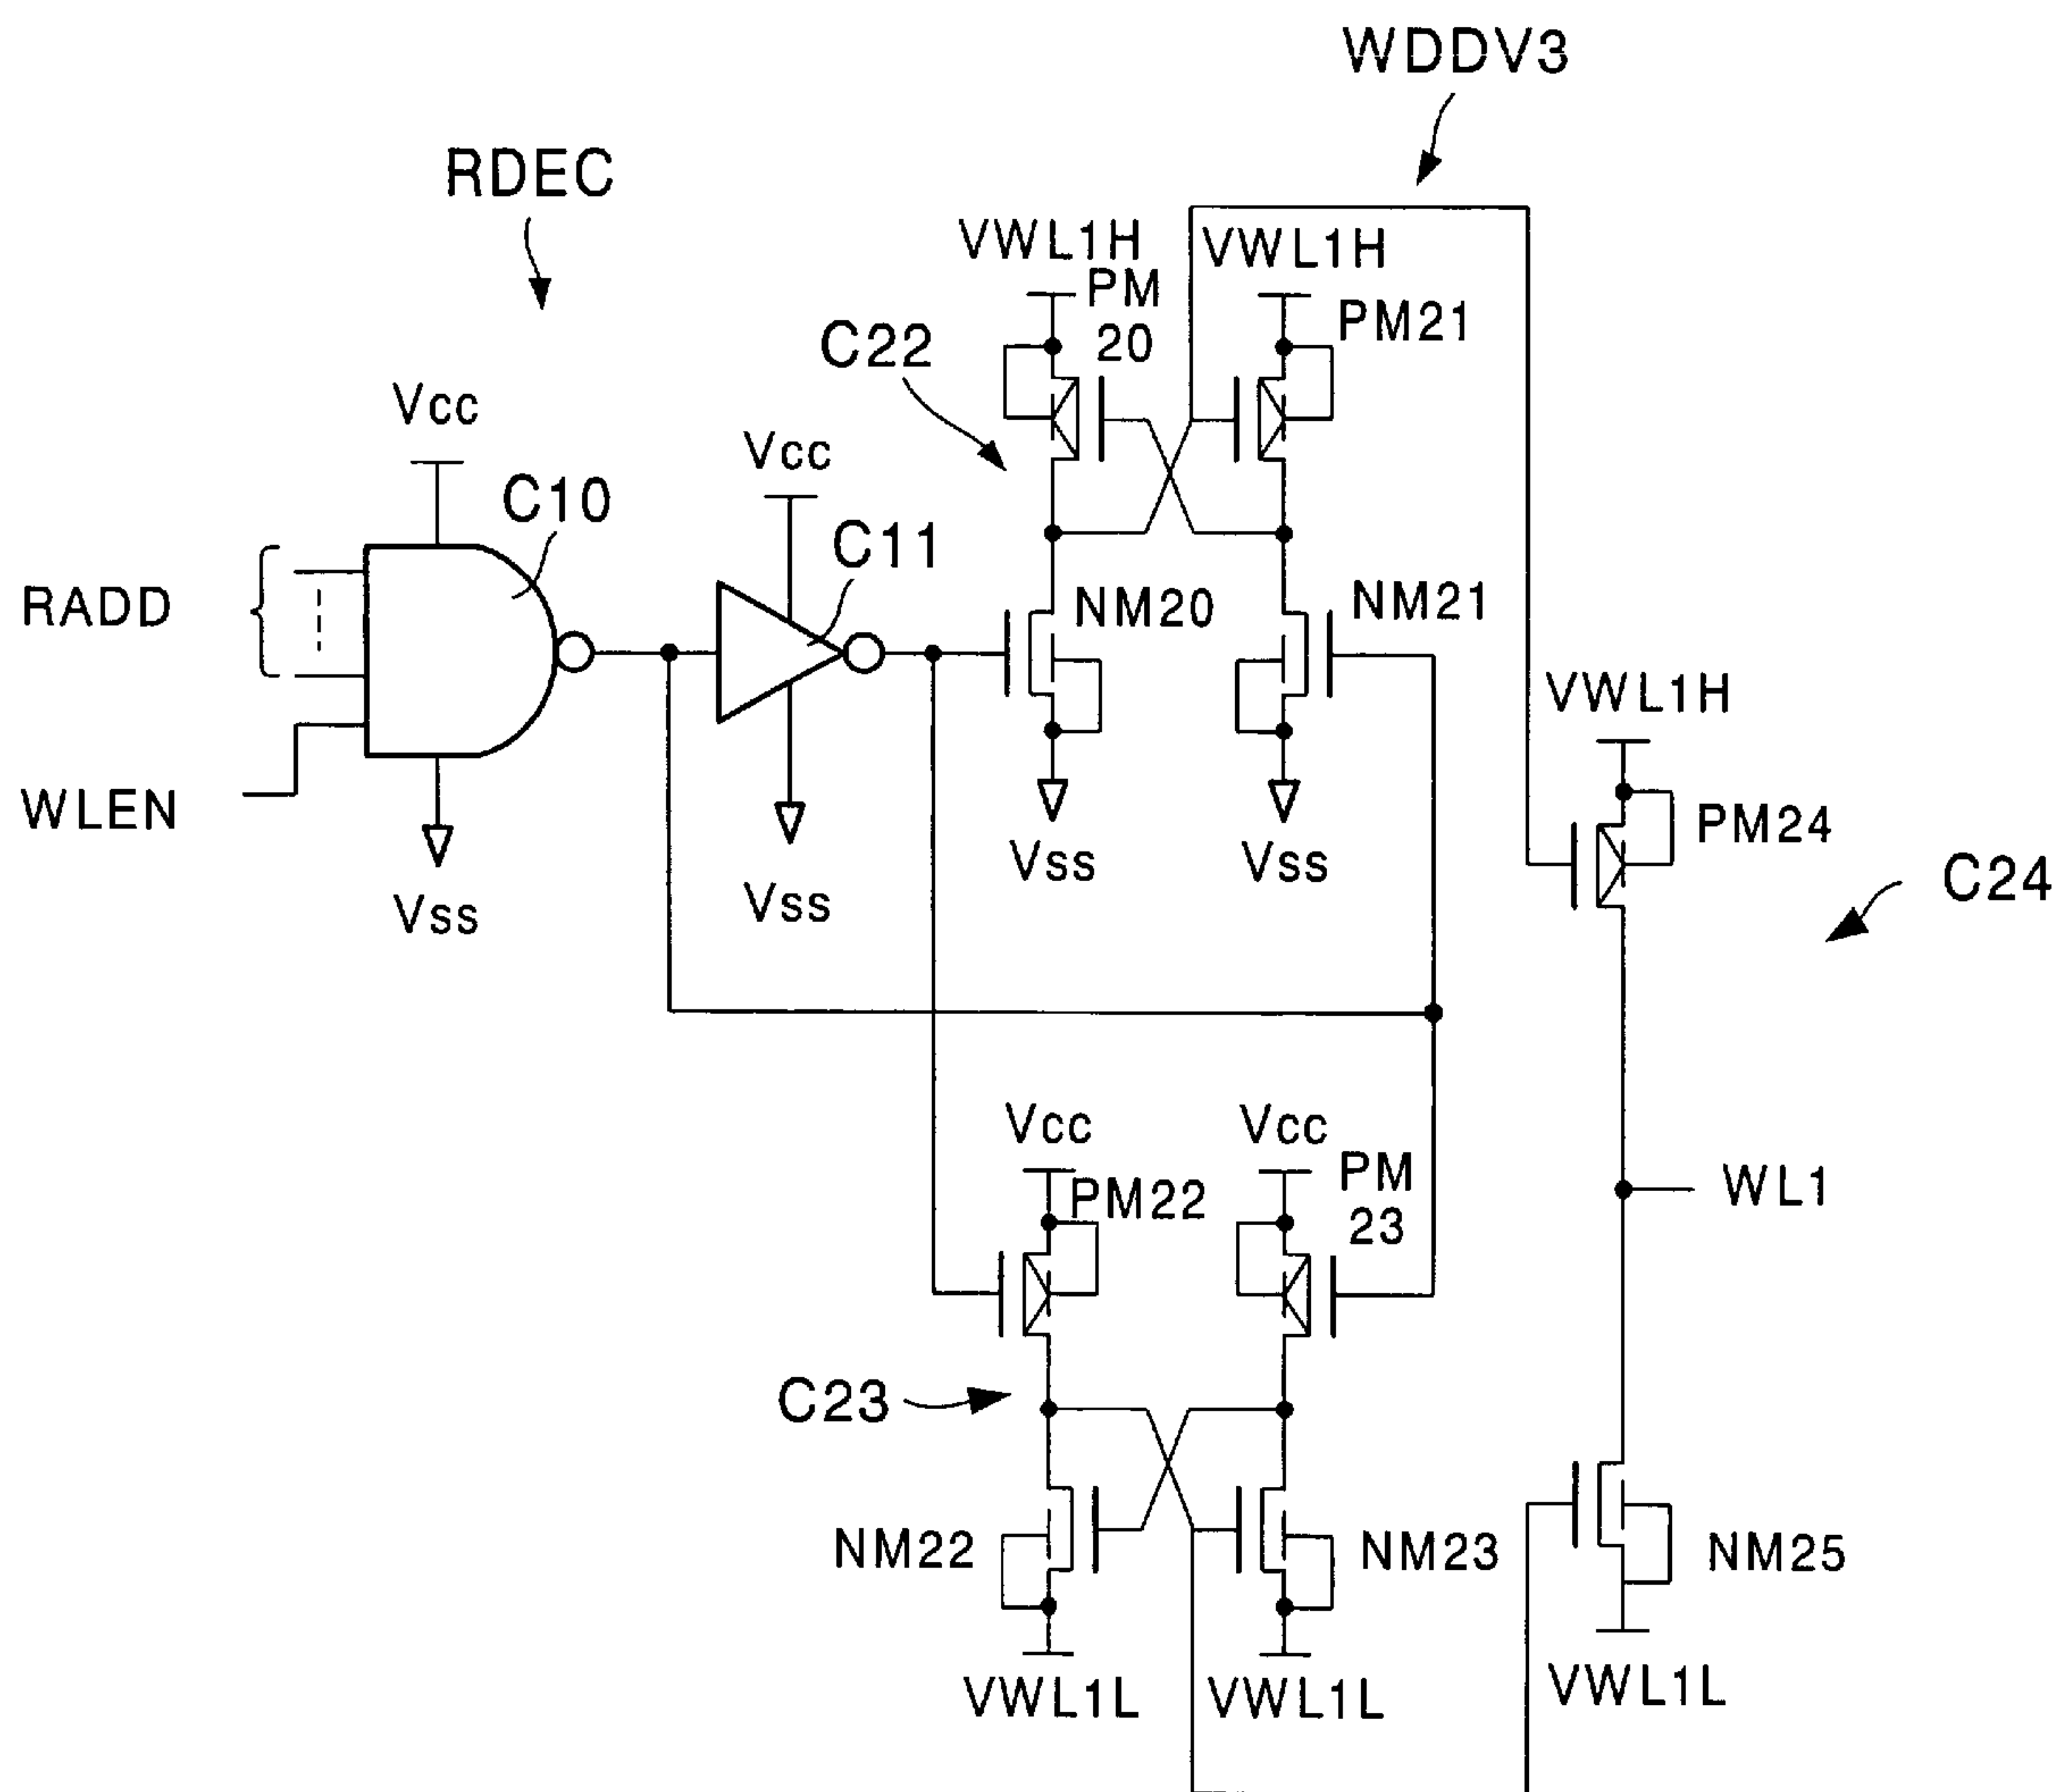 WDDV3
RDEC
VWL1H
VWL1H
PM
20
PM21
C22
Vcc
Vcc
C10
C11
RADD
NM20
NM21
WLEN
VWL1H
PM24
Vss
Vss
Vss
Vss
C24
Vcc
Vcc
PM22
PM
23
WL1
C23
NM22
NM23
NM25
VWL1L
VWL1L
VWL1L